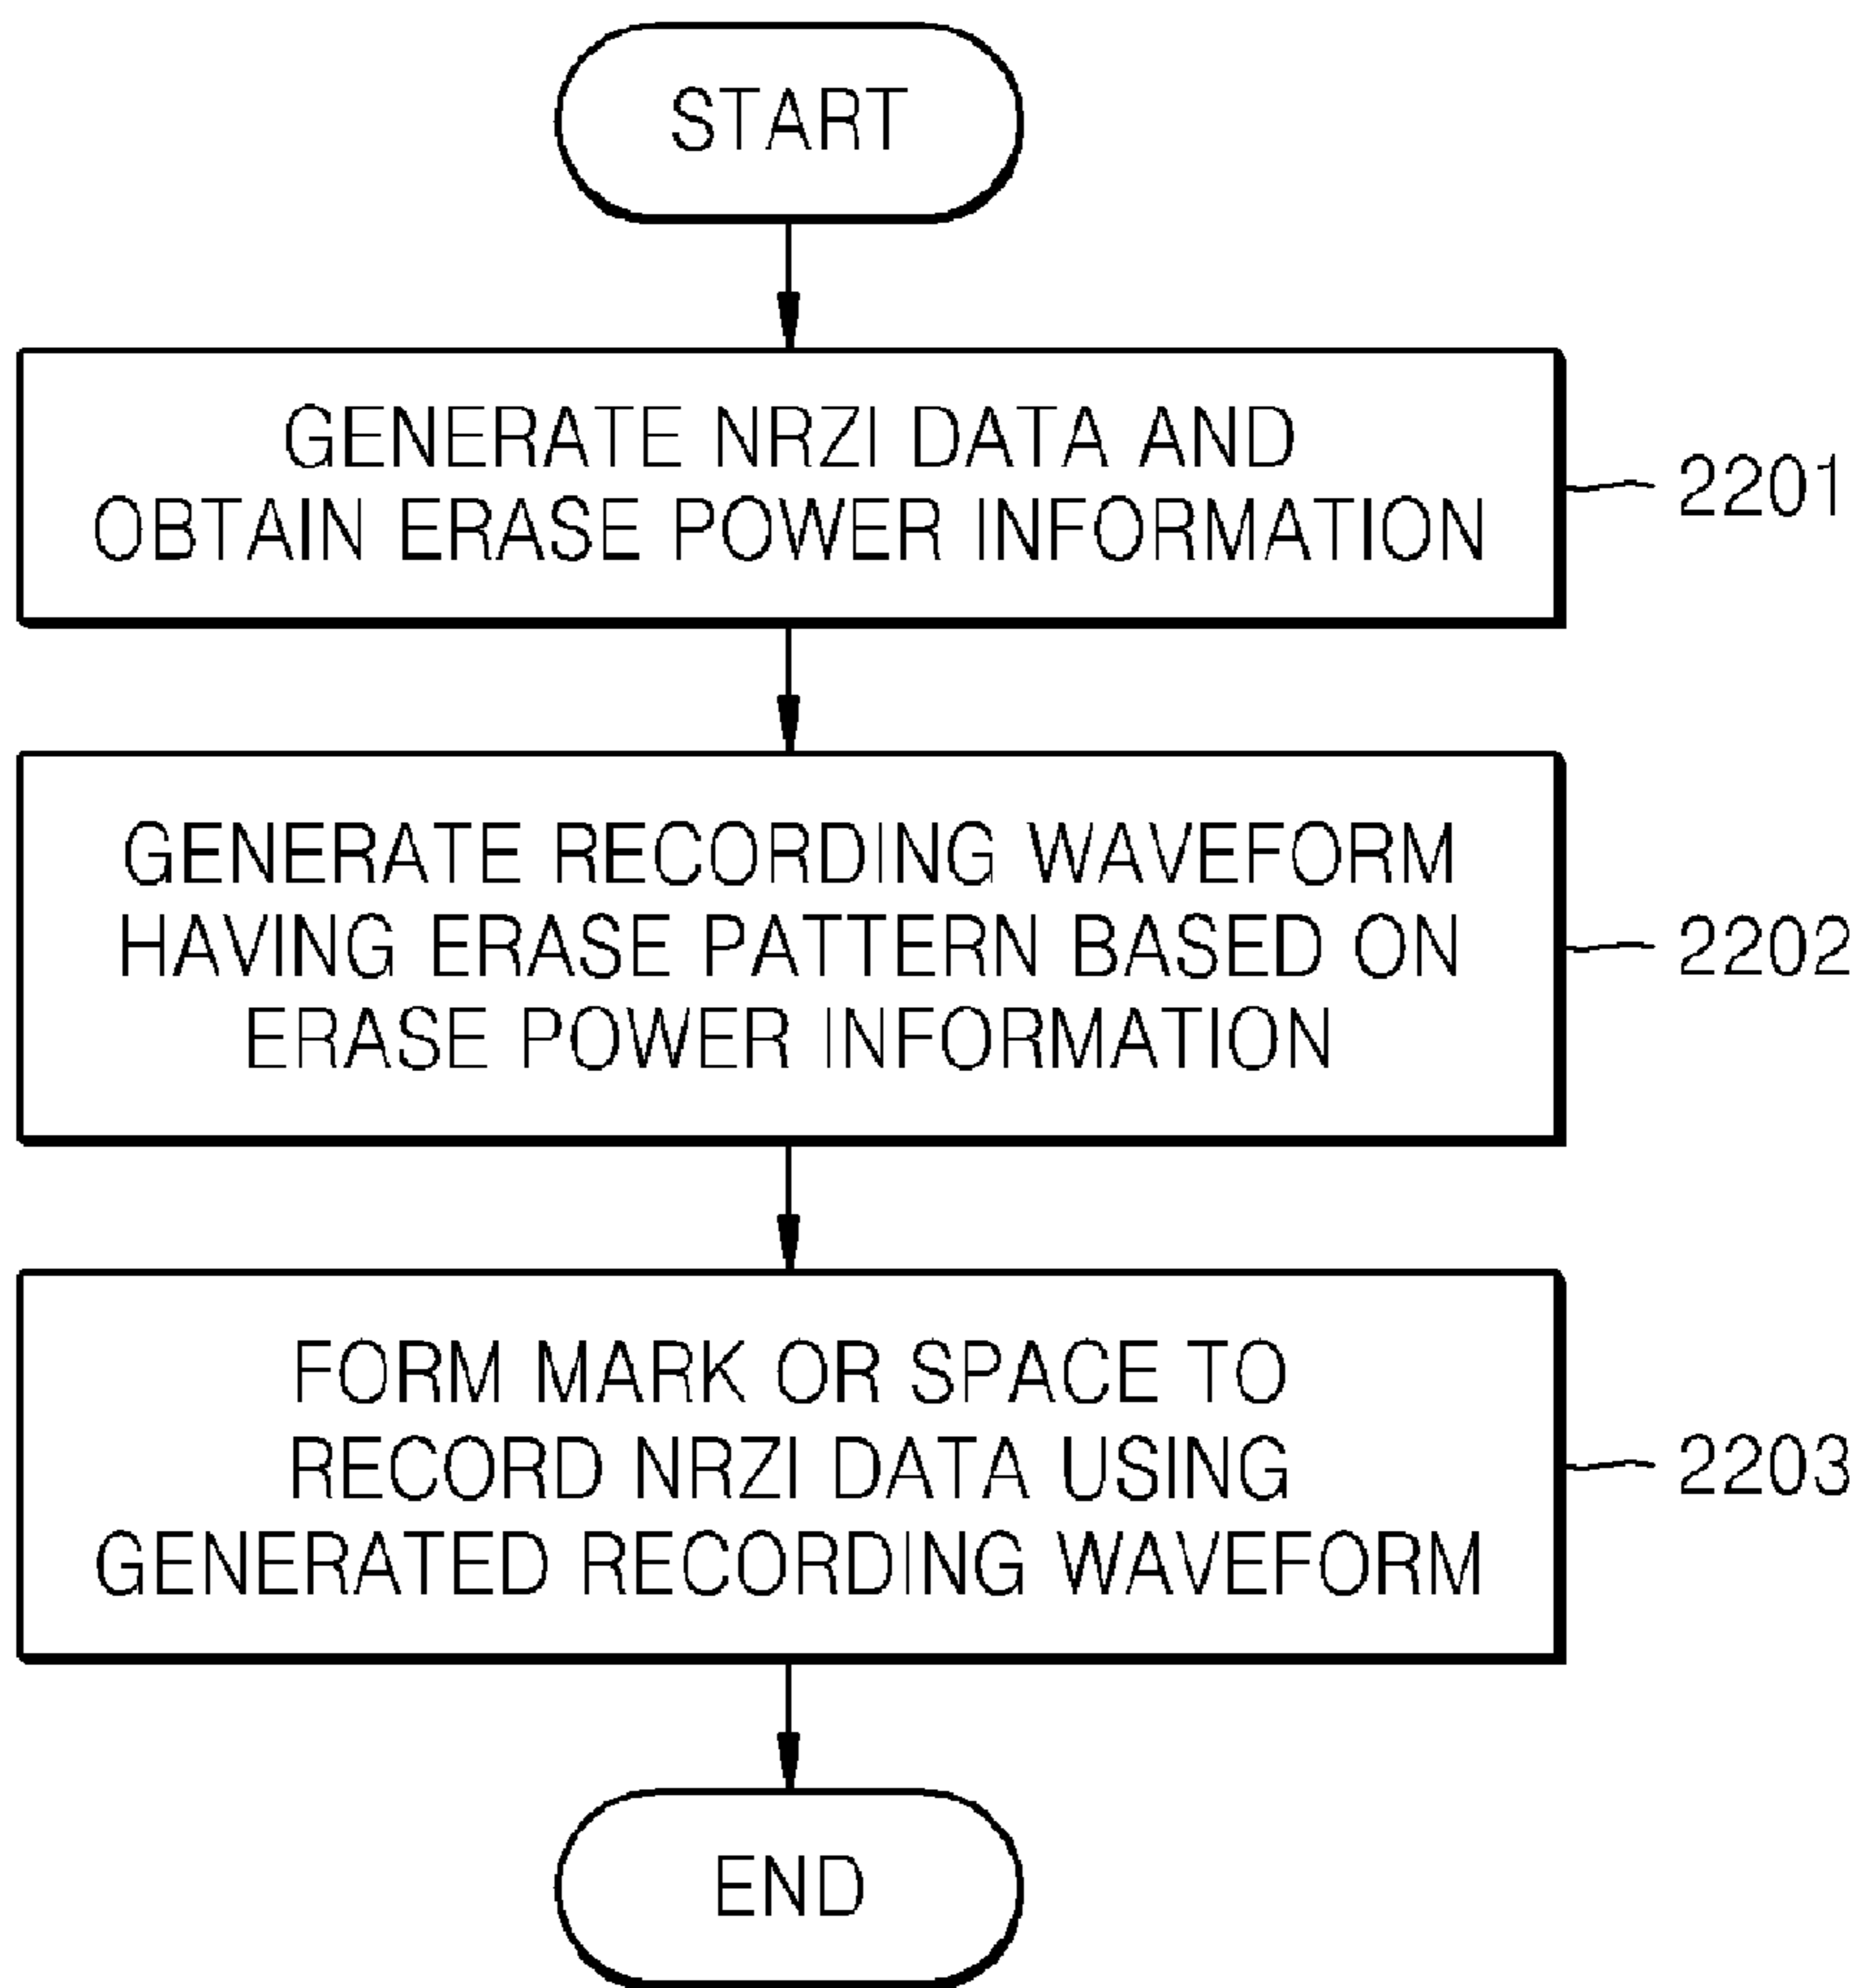 START
GENERATE NRZI DATA AND
OBTAIN ERASE POWER INFORMATION
2201
GENERATE RECORDING WAVEFORM
HAVING ERASE PATTERN BASED ON
ERASE POWER INFORMATION
2202
FORM MARK OR SPACE TO
RECORD NRZI DATA USING
GENERATED RECORDING WAVEFORM
2203
END